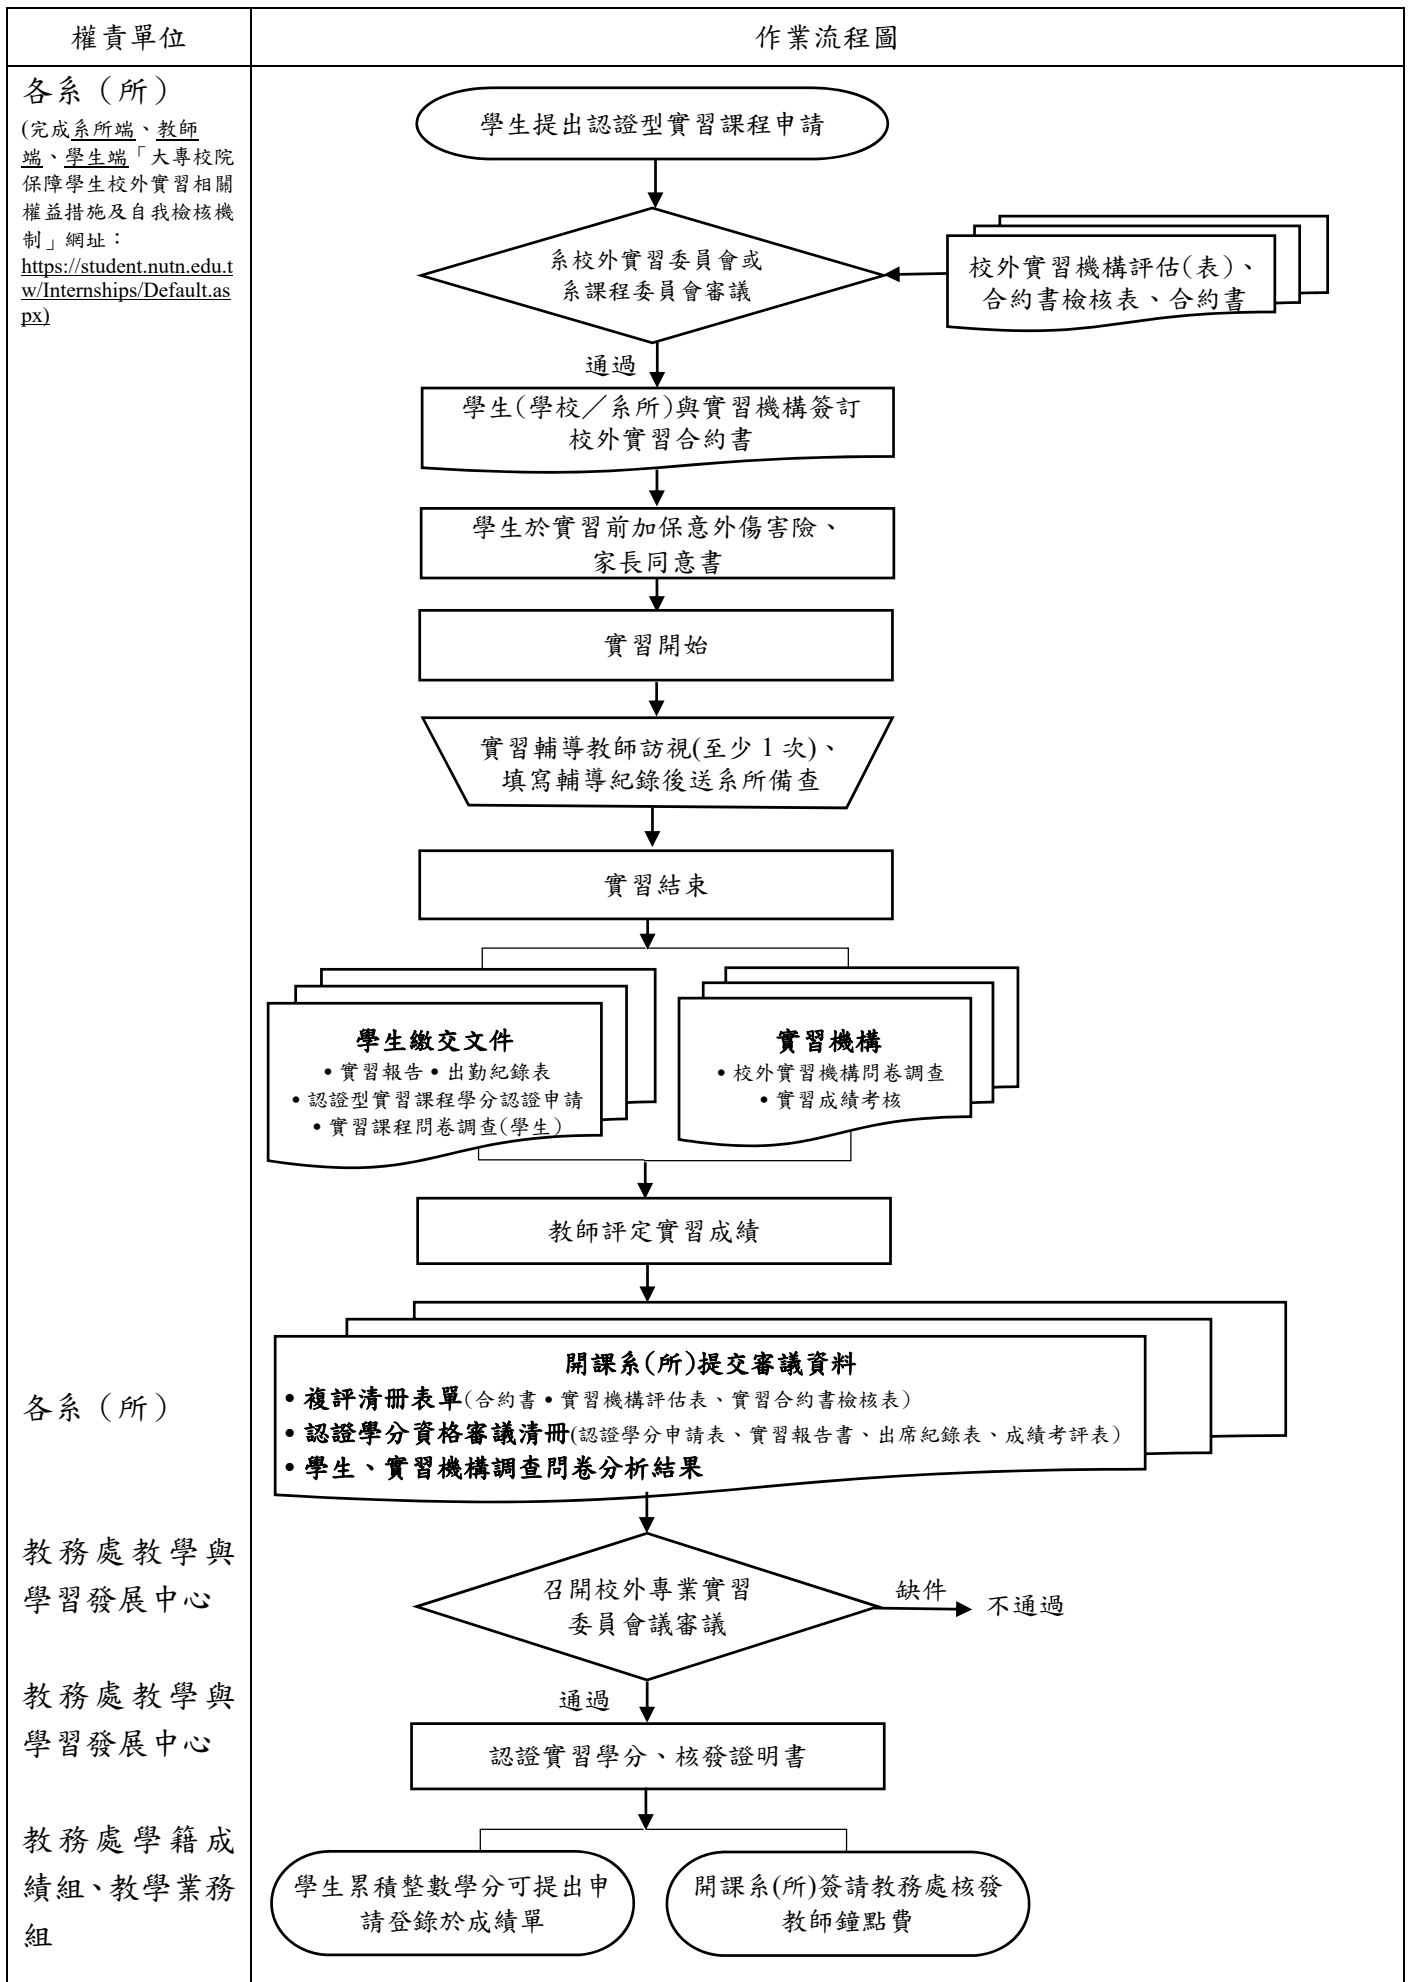 權責單位
作業流程圖
各系（所）
(完成系所端、教師
端、學生端「大專校院
保障學生校外實習相關
權益措施及自我檢核機
制」網址：
https://student.nutn.edu.t
w/Internships/Default.as
px)
學生提出認證型實習課程申請
系校外實習委員會或
系課程委員會審議
校外實習機構評估(表)、
合約書檢核表、合約書
通過
學生(學校／系所)與實習機構簽訂
校外實習合約書
學生於實習前加保意外傷害險、
家長同意書
實習開始
實習輔導教師訪視(至少 1 次)、
填寫輔導紀錄後送系所備查
實習結束
學生繳交文件
• 實習報告 • 出勤紀錄表
• 認證型實習課程學分認證申請
• 實習課程問卷調查(學生)
實習機構
• 校外實習機構問卷調查
• 實習成績考核
教師評定實習成績
各系（所）
開課系(所)提交審議資料
• 複評清冊表單(合約書 • 實習機構評估表、實習合約書檢核表)
• 認證學分資格審議清冊(認證學分申請表、實習報告書、出席紀錄表、成績考評表)
• 學生、實習機構調查問卷分析結果
教務處教學與
學習發展中心
召開校外專業實習
委員會議審議
缺件
不通過
通過
教務處教學與
學習發展中心
認證實習學分、核發證明書
教務處學籍成
績組、教學業務
組
學生累積整數學分可提出申
請登錄於成績單
開課系(所)簽請教務處核發
教師鐘點費